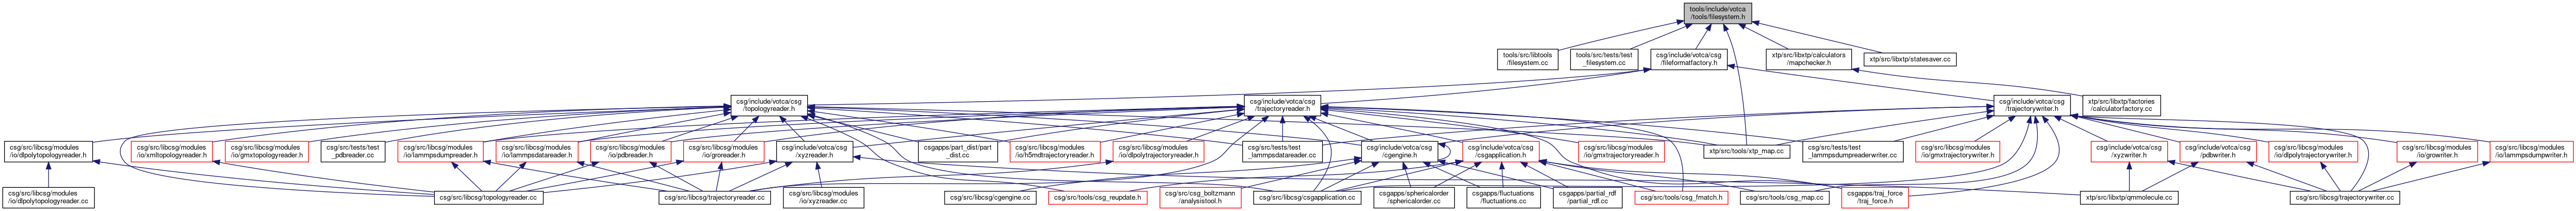 tools/include/votca
/tools/filesystem.h
tools/src/libtools
/filesystem.cc
tools/src/tests/test
_filesystem.cc
csg/include/votca/csg
/fileformatfactory.h
xtp/src/libxtp/calculators
/mapchecker.h
xtp/src/libxtp/statesaver.cc
csg/include/votca/csg
/topologyreader.h
csg/include/votca/csg
/trajectoryreader.h
csg/include/votca/csg
/trajectorywriter.h
xtp/src/libxtp/factories
/calculatorfactory.cc
csg/src/libcsg/modules
/io/dlpolytopologyreader.h
csg/src/libcsg/modules
/io/xmltopologyreader.h
csg/src/libcsg/modules
/io/gmxtopologyreader.h
csg/src/tests/test
_pdbreader.cc
csg/src/libcsg/modules
/io/lammpsdumpreader.h
csg/src/libcsg/modules
/io/lammpsdatareader.h
csg/src/libcsg/modules
/io/pdbreader.h
csg/src/libcsg/modules
/io/groreader.h
csg/include/votca/csg
/xyzreader.h
csgapps/part_dist/part
_dist.cc
csg/src/libcsg/modules
/io/h5mdtrajectoryreader.h
csg/src/libcsg/modules
/io/dlpolytrajectoryreader.h
csg/src/tests/test
_lammpsdatareader.cc
csg/include/votca/csg
/cgengine.h
csg/include/votca/csg
/csgapplication.h
csg/src/libcsg/modules
/io/gmxtrajectoryreader.h
xtp/src/tools/xtp_map.cc
csg/src/tests/test
_lammpsdumpreaderwriter.cc
csg/src/libcsg/modules
/io/gmxtrajectorywriter.h
csg/include/votca/csg
/xyzwriter.h
csg/include/votca/csg
/pdbwriter.h
csg/src/libcsg/modules
/io/dlpolytrajectorywriter.h
csg/src/libcsg/modules
/io/growriter.h
csg/src/libcsg/modules
/io/lammpsdumpwriter.h
csg/src/libcsg/modules
/io/dlpolytopologyreader.cc
csg/src/libcsg/topologyreader.cc
csg/src/libcsg/trajectoryreader.cc
csg/src/libcsg/modules
/io/xyzreader.cc
csg/src/libcsg/cgengine.cc
csg/src/tools/csg_reupdate.h
csg/src/csg_boltzmann
/analysistool.h
csg/src/libcsg/csgapplication.cc
csgapps/sphericalorder
/sphericalorder.cc
csgapps/fluctuations
/fluctuations.cc
csgapps/partial_rdf
/partial_rdf.cc
csg/src/tools/csg_fmatch.h
csg/src/tools/csg_map.cc
csgapps/traj_force
/traj_force.h
xtp/src/libxtp/qmmolecule.cc
csg/src/libcsg/trajectorywriter.cc